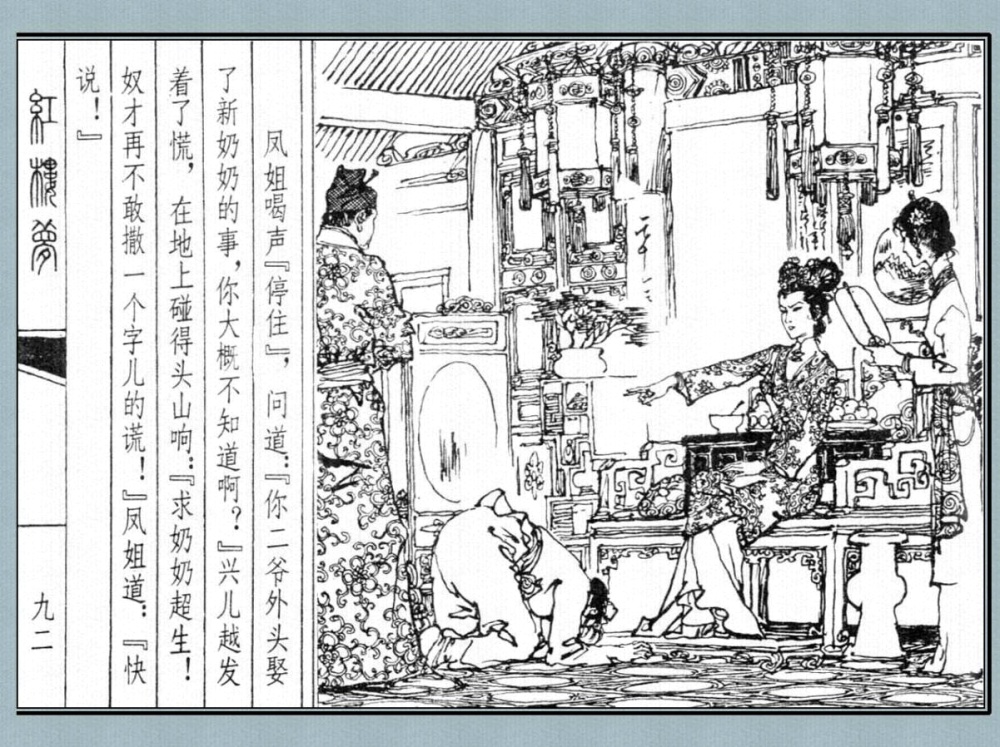 凤姐喝声『停住』，问道：『你二爷外头娶
了新奶奶的事，你大概不知道啊？』兴儿越发
着了慌，在地上碰得头山响：『求奶奶超生！
奴才再不敢撒一个字儿的谎！』凤姐道：『快
说！』
紅樓夢
九二